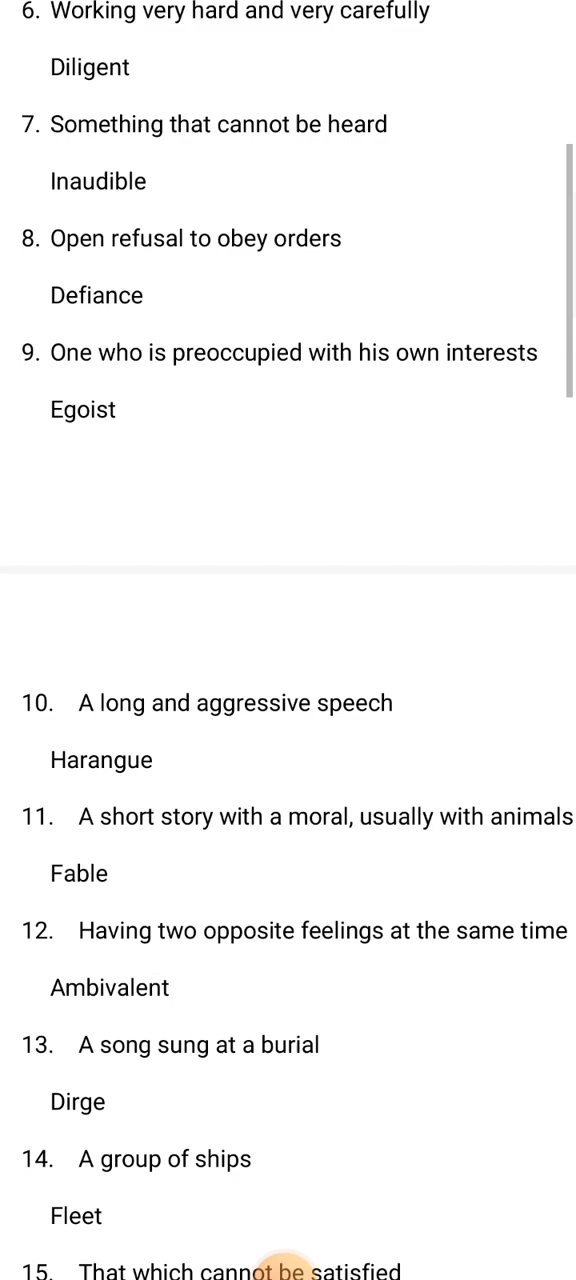 6. Working very hard and very carefully
Diligent
7. Something that cannot be heard
Inaudible
8. Open refusal to obey orders
Defiance
9. One who is preoccupied with his own interests
Egoist
10. A long and aggressive speech
Harangue
11. A short story with a moral, usually with animals
Fable
12. Having two opposite feelings at the same time
Ambivalent
13. A song sung at a burial
Dirge
14. A group of ships
Fleet
15. That which cannot be satisfied